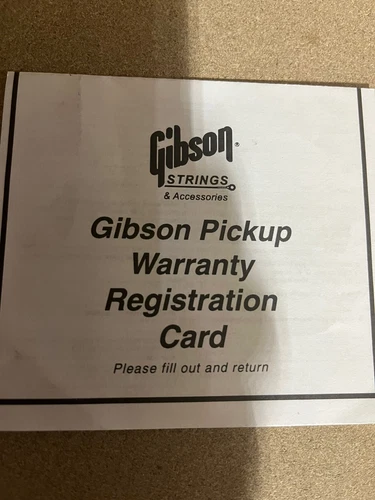 Gibson®
STRINGS
& Accessories
Gibson Pickup
Warranty
Registration
Card
Please fill out and return